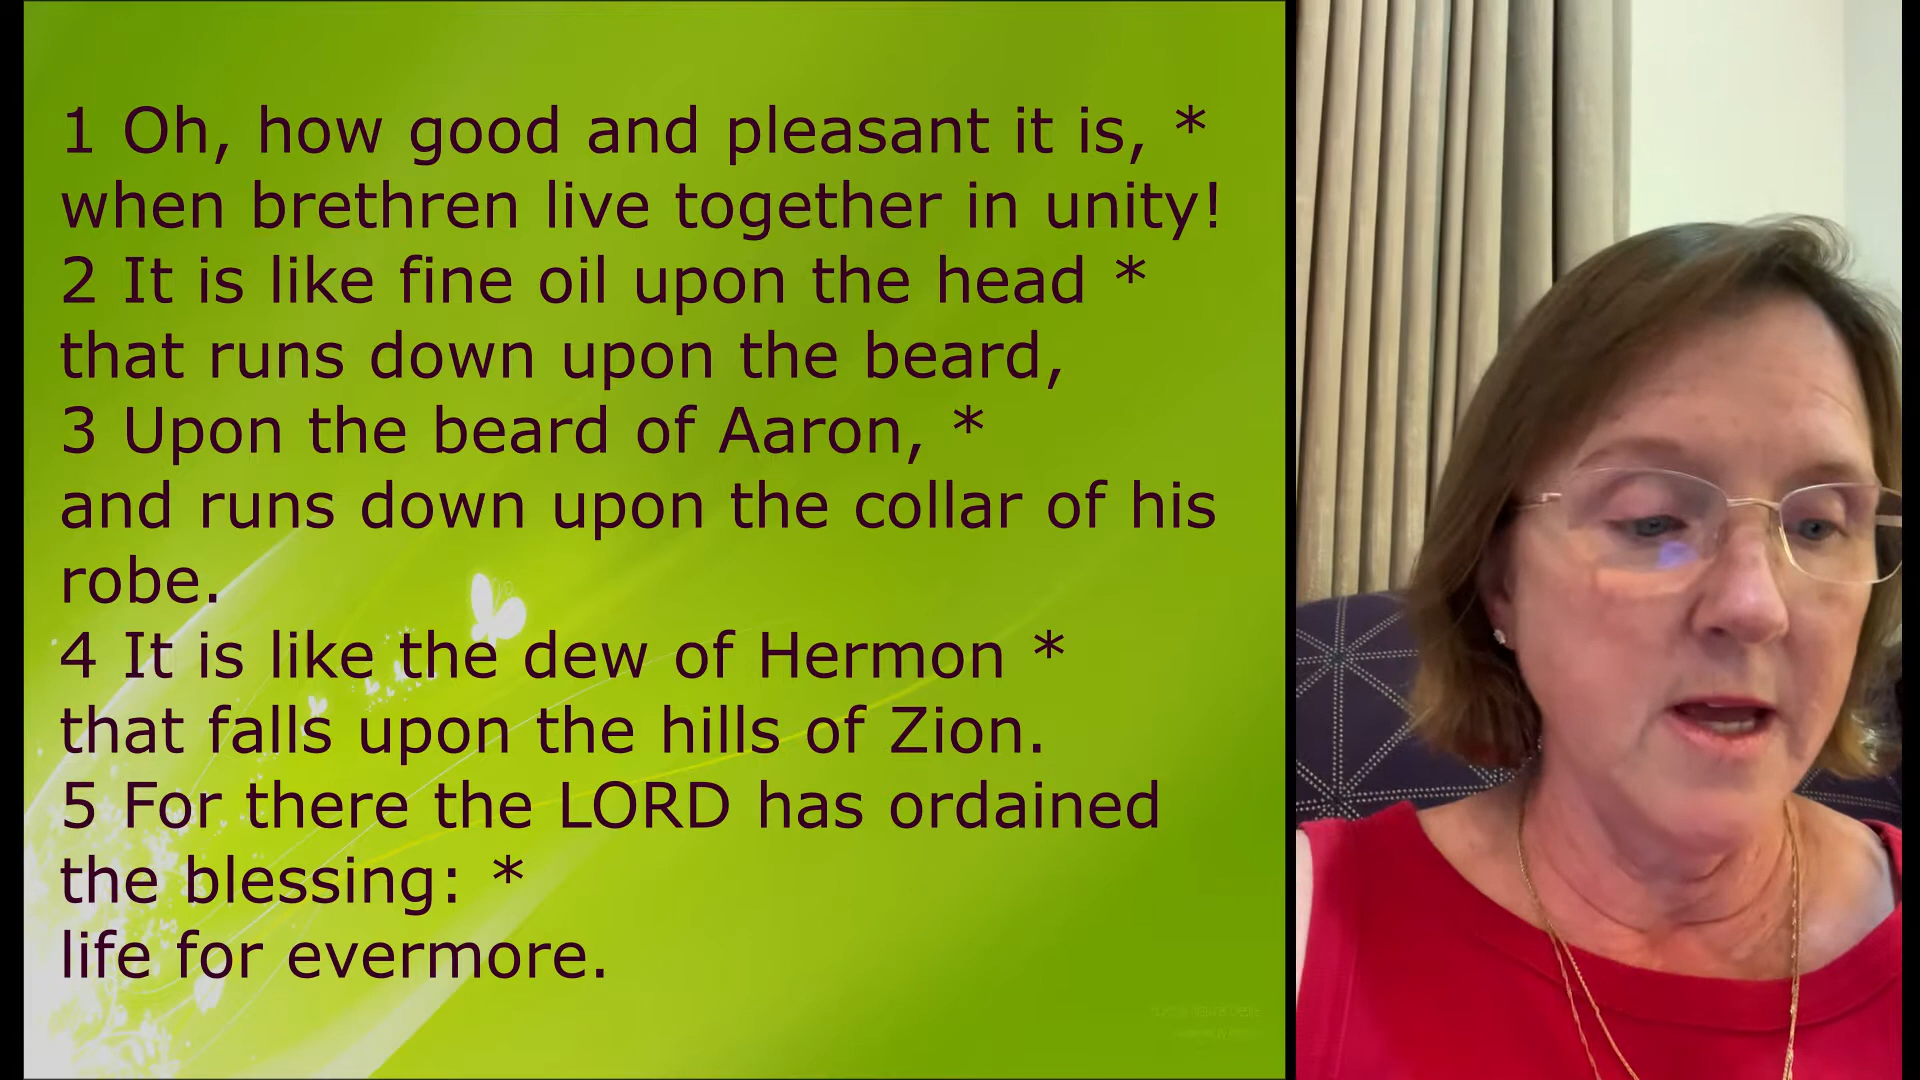 1 Oh, how good and pleasant it is, *
when brethren live together in unity!
2 It is like fine oil upon the head *
that runs down upon the beard,
3 Upon the beard of Aaron, *
and runs down upon the collar of his
robe.
4 It is like the dew of Hermon *
that falls upon the hills of Zion.
5 For there the LORD has ordained
the blessing: *
life for evermore.